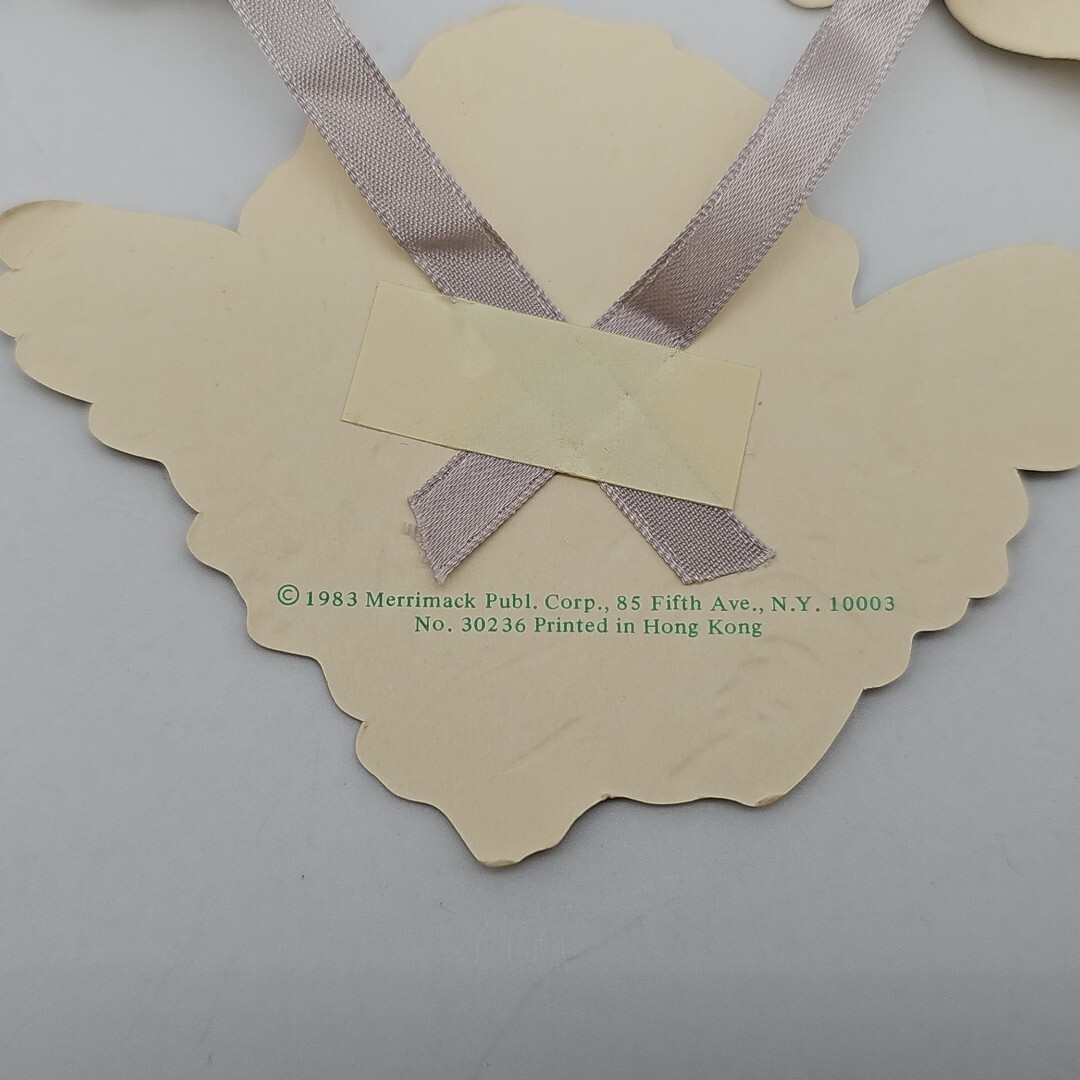 © 1983 Merrimack Publ. Corp., 85 Fifth Ave., N.Y. 10003
No. 30236 Printed in Hong Kong